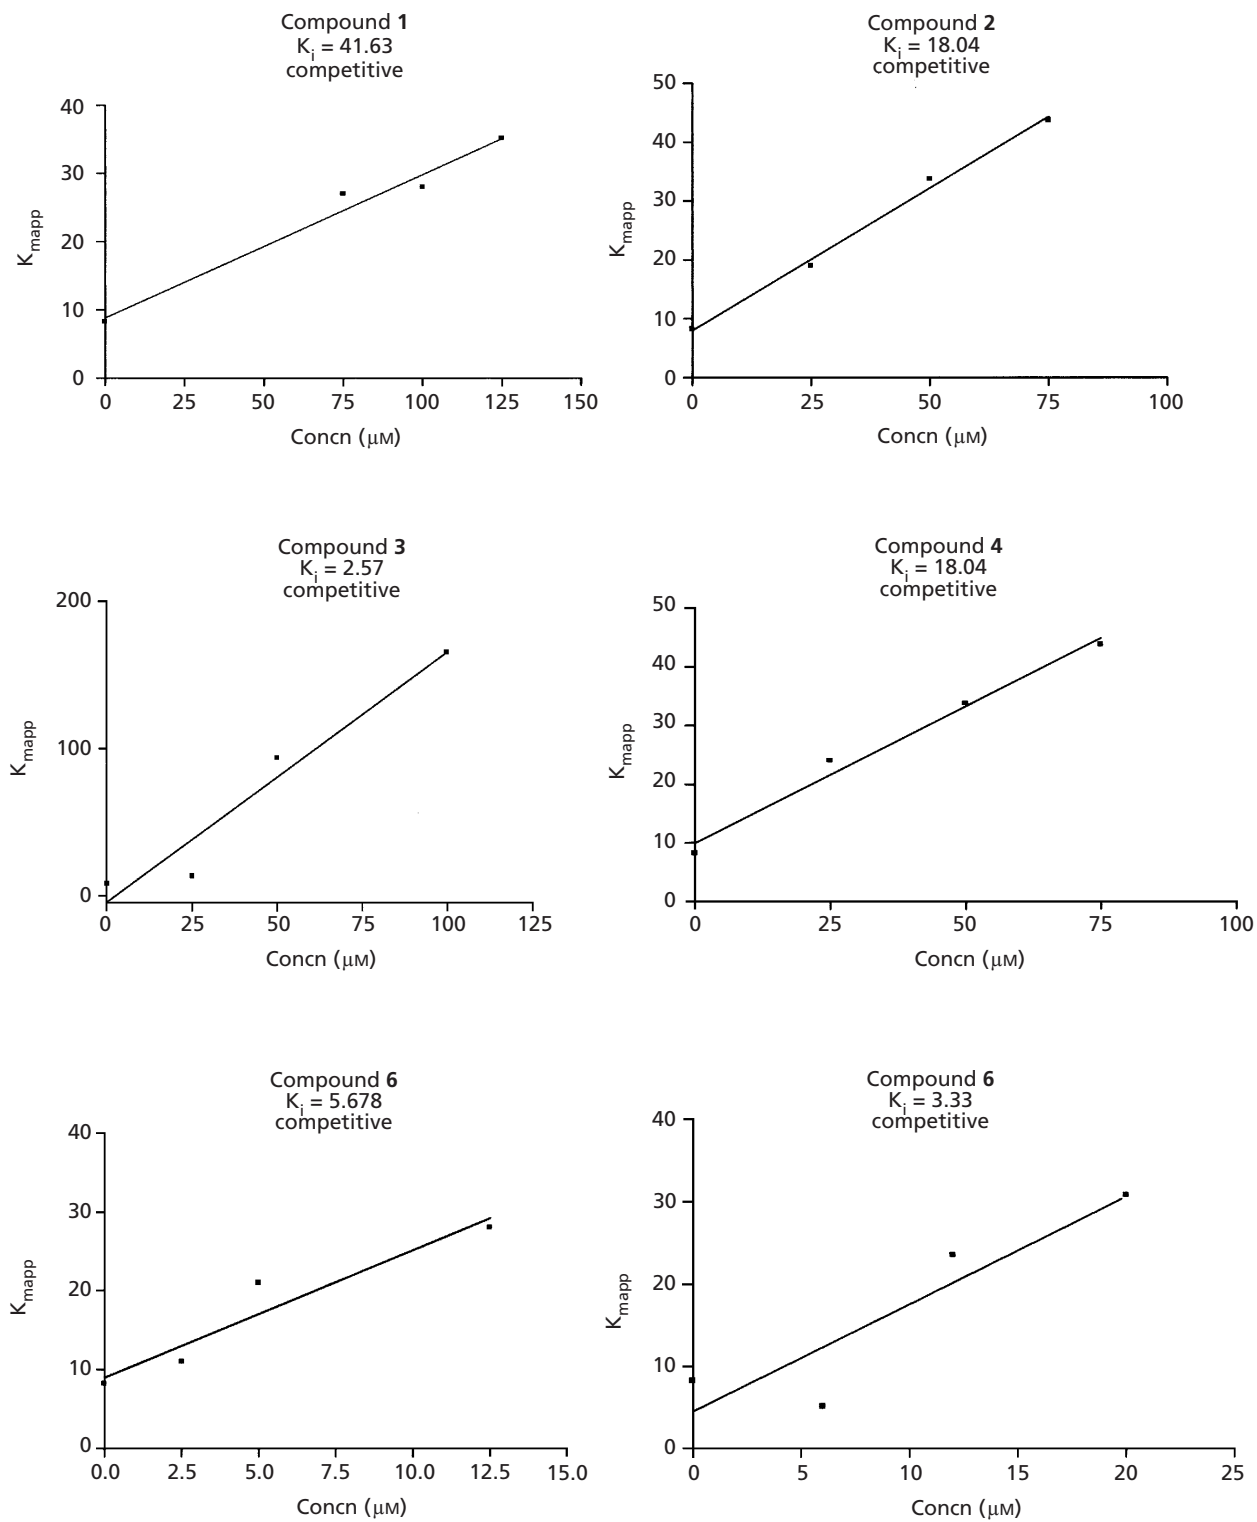 Compound 1
Ki = 41.63
competitive
Kmapp
40
30
20
10
0
0 25 50 75 100 125 150
Concn (μM)
Compound 2
Ki = 18.04
competitive
Kmapp
50
40
30
20
10
0
0 25 50 75 100
Concn (μM)
Compound 3
Ki = 2.57
competitive
Kmapp
200
100
0
0 25 50 75 100 125
Concn (μM)
Compound 4
Ki = 18.04
competitive
Kmapp
50
40
30
20
10
0
0 25 50 75 100
Concn (μM)
Compound 6
Ki = 5.678
competitive
Kmapp
40
30
20
10
0
0.0 2.5 5.0 7.5 10.0 12.5 15.0
Concn (μM)
Compound 6
Ki = 3.33
competitive
Kmapp
40
30
20
10
0
0 5 10 15 20 25
Concn (μM)